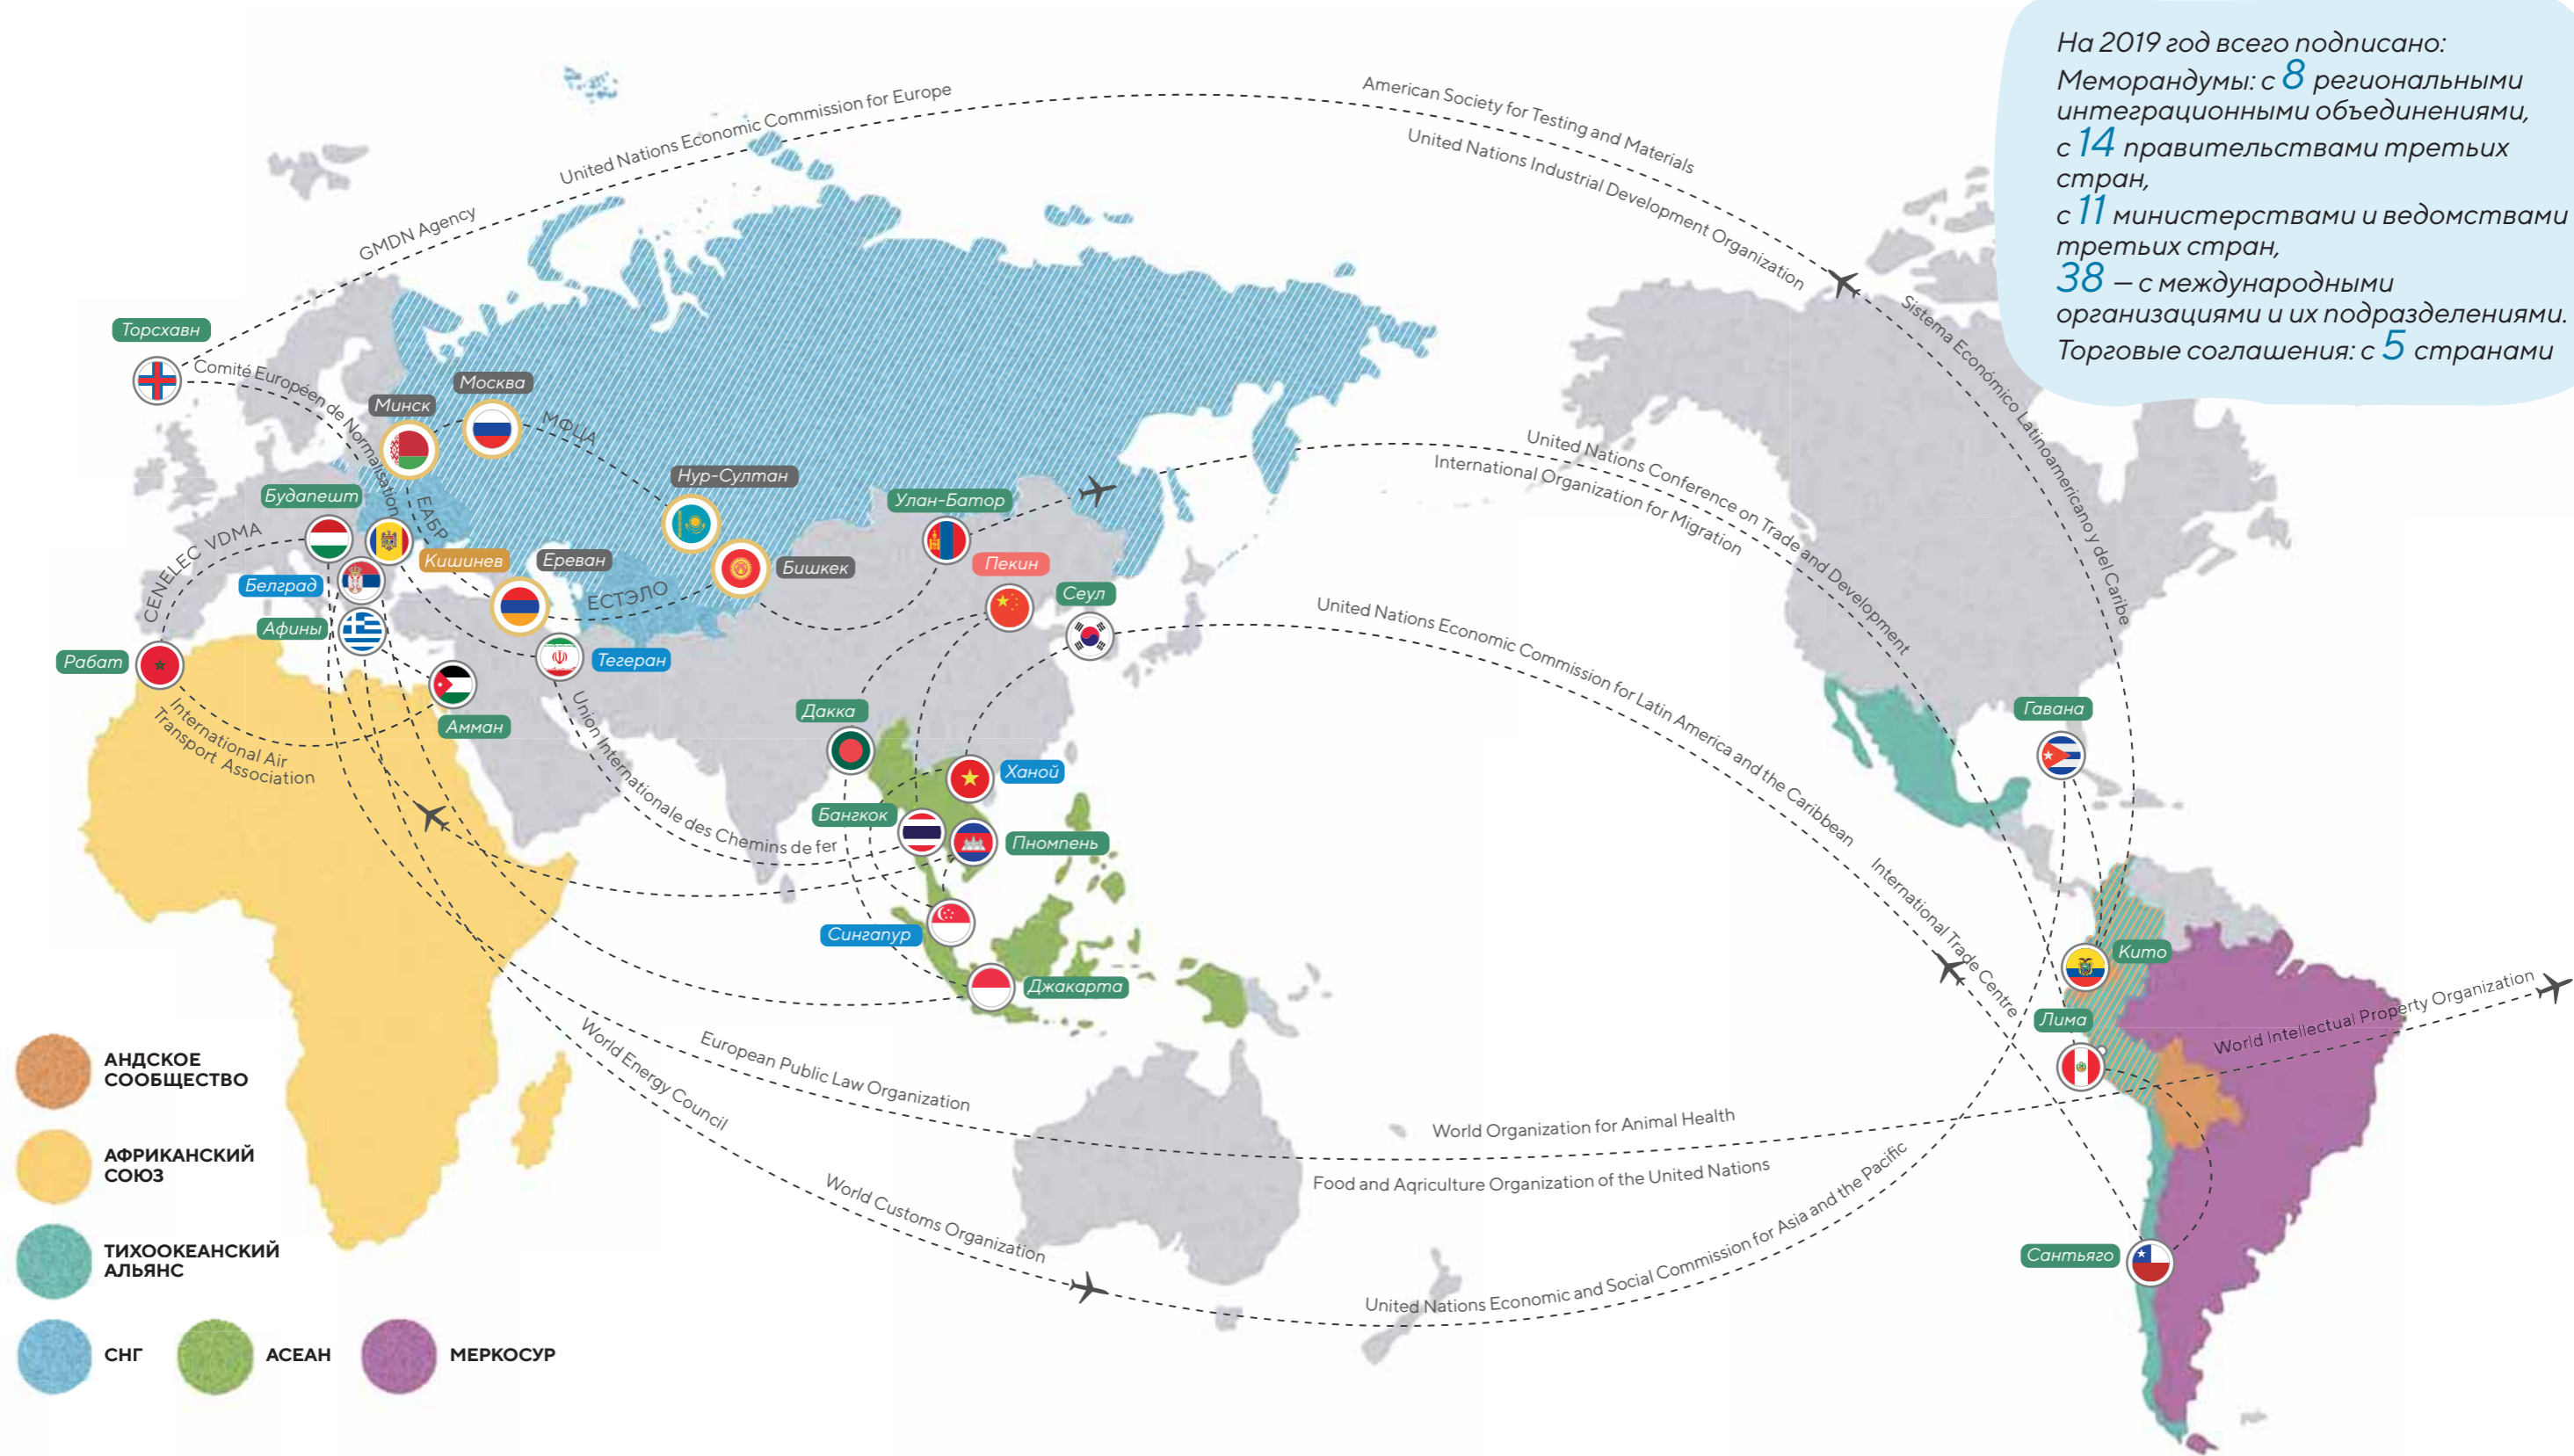 На 2019 год всего подписано:
Меморандумы: с 8 региональными
интеграционными объединениями,
с 14 правительствами третьих
стран,
с 11 министерствами и ведомствами
третьих стран,
38 – с международными
организациями и их подразделениями.
Торговые соглашения: с 5 странами
American Society for Testing and Materials
United Nations Industrial Development Organization
United Nations Economic Commission for Europe
GMDN Agency
Sistema Económico Latinoamericano y del Caribe
Торсхавн
Comité Européen de Normalisation
Москва
Минск
МФЦА
Нур-Султан
Будапешт
ЕАБР
Улан-Батор
United Nations Conference on Trade and Development
International Organization for Migration
CENELEC VDMA
Кишинев
Ереван
Бишкек
Пекин
Белград
ЕСТЭЛО
Сеул
Афины
Рабат
Тегеран
United Nations Economic Commission for Latin America and the Caribbean
Амман
International Air
Transport Association
Union Internationale des Chemins de fer
Дакка
Гавана
Ханой
Бангкок
Пномпень
International Trade Centre
Сингапур
Кито
Джакарта
Лима
World Intellectual Property Organization
World Energy Council
European Public Law Organization
World Organization for Animal Health
Food and Aqriculture Organization of the United Nations
World Customs Organization
United Nations Economic and Social Commission for Asia and the Pacific
Сантьяго
АНДСКОЕ
СООБЩЕСТВО
АФРИКАНСКИЙ
СОЮЗ
ТИХООКЕАНСКИЙ
АЛЬЯНС
СНГ
АСЕАН
МЕРКОСУР